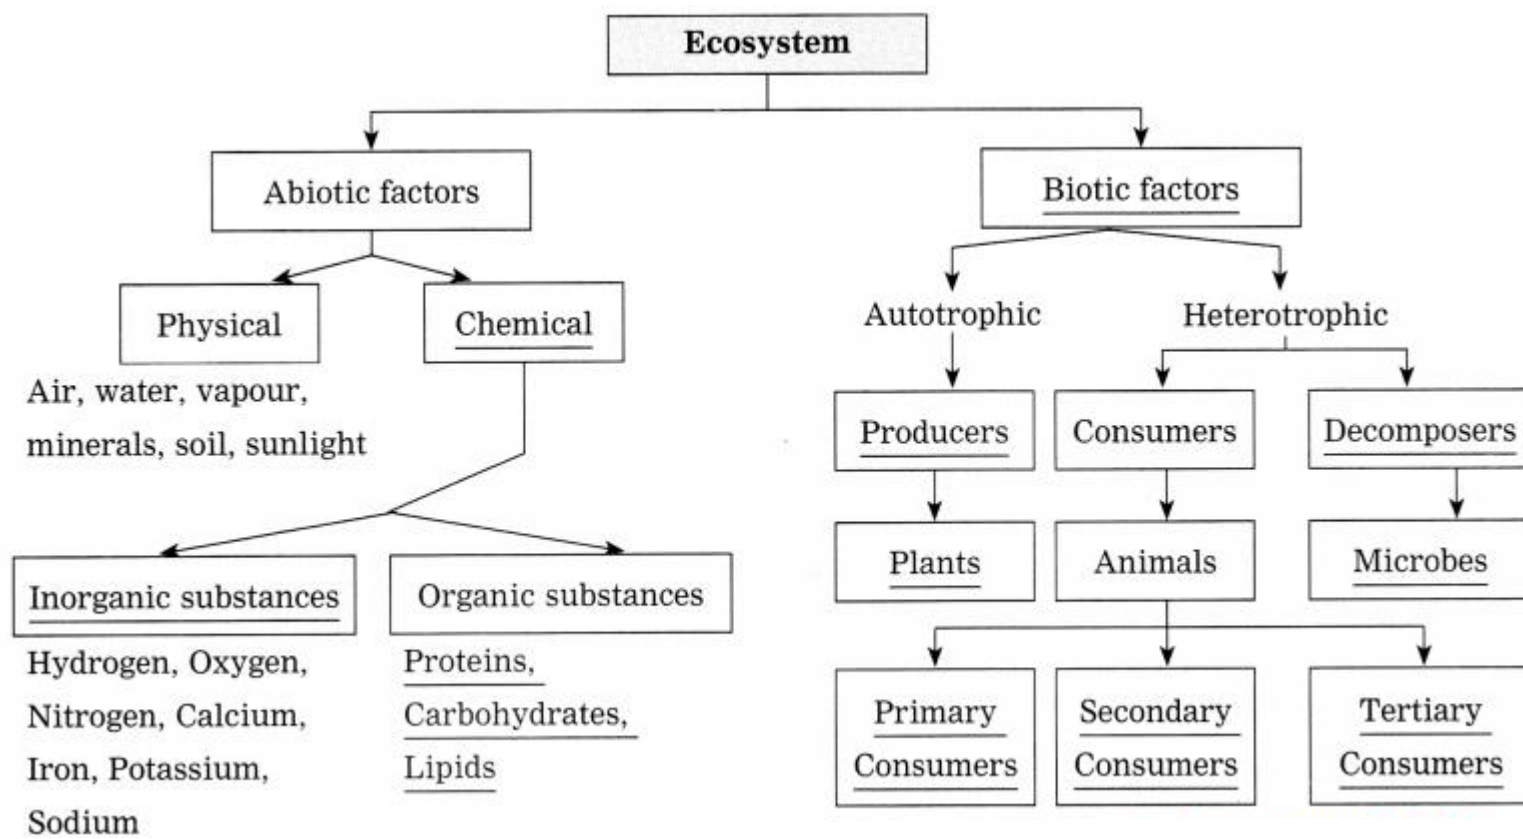 Ecosystem
Abiotic factors
Biotic factors
Physical
Chemical
Autotrophic
Heterotrophic
Air, water, vapour,
minerals, soil, sunlight
Producers
Consumers
Decomposers
Plants
Animals
Microbes
Inorganic substances
Organic substances
Hydrogen, Oxygen,
Nitrogen, Calcium,
Iron, Potassium,
Sodium
Proteins,
Carbohydrates,
Lipids
Primary
Consumers
Secondary
Consumers
Tertiary
Consumers